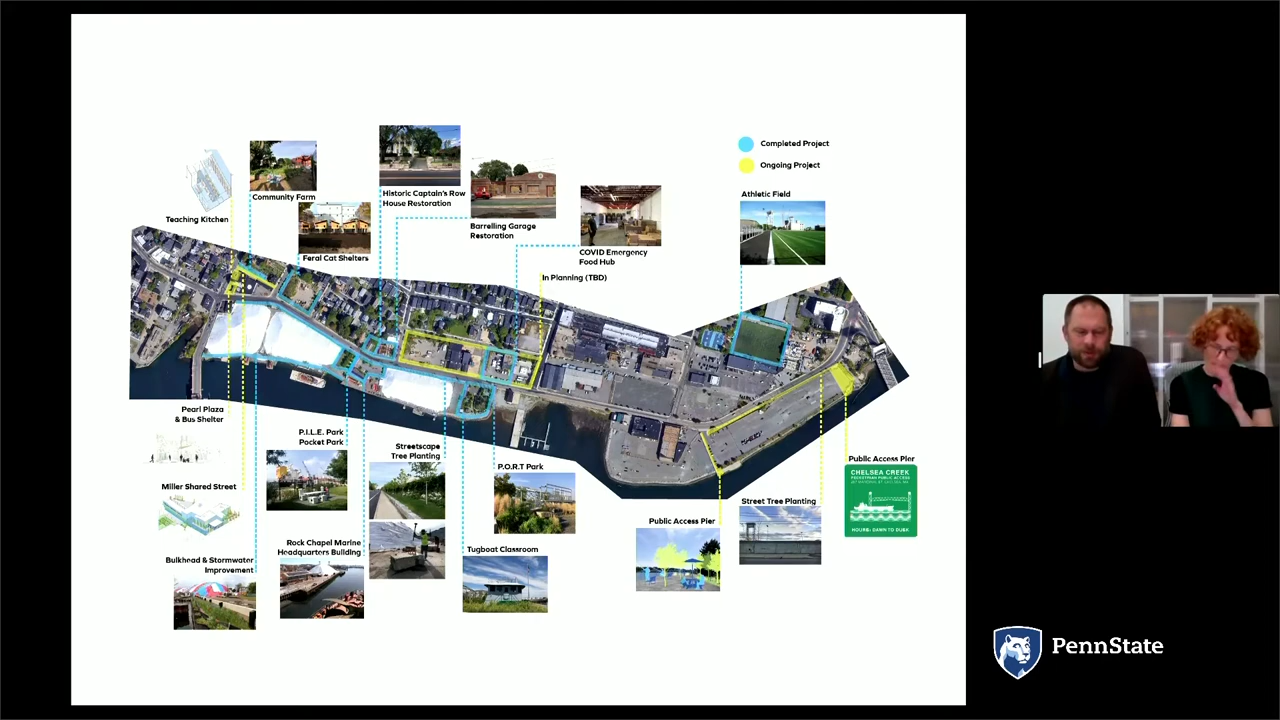 Completed Project
Ongoing Project
Historic Captain's Row
House Restoration
Community Farm
Teaching Kitchen
Feral Cat Shelters
Barrelling Garage
Restoration
COVID Emergency
Food Hub
In Planning (TBD)
Athletic Field
Pearl Plaza
& Bus Shelter
P.I.L.E. Park
Pocket Park
Streetscape
Tree Planting
P.O.R.T Park
Public Access Pier
CHELSEA CREEK
HOURS: DAWN TO DUSK
Miller Shared Street
Street Tree Planting
Public Access Pier
Rock Chapel Marine
Headquarters Building
Tugboat Classroom
Bulkhead & Stormwater
Improvement
PennState